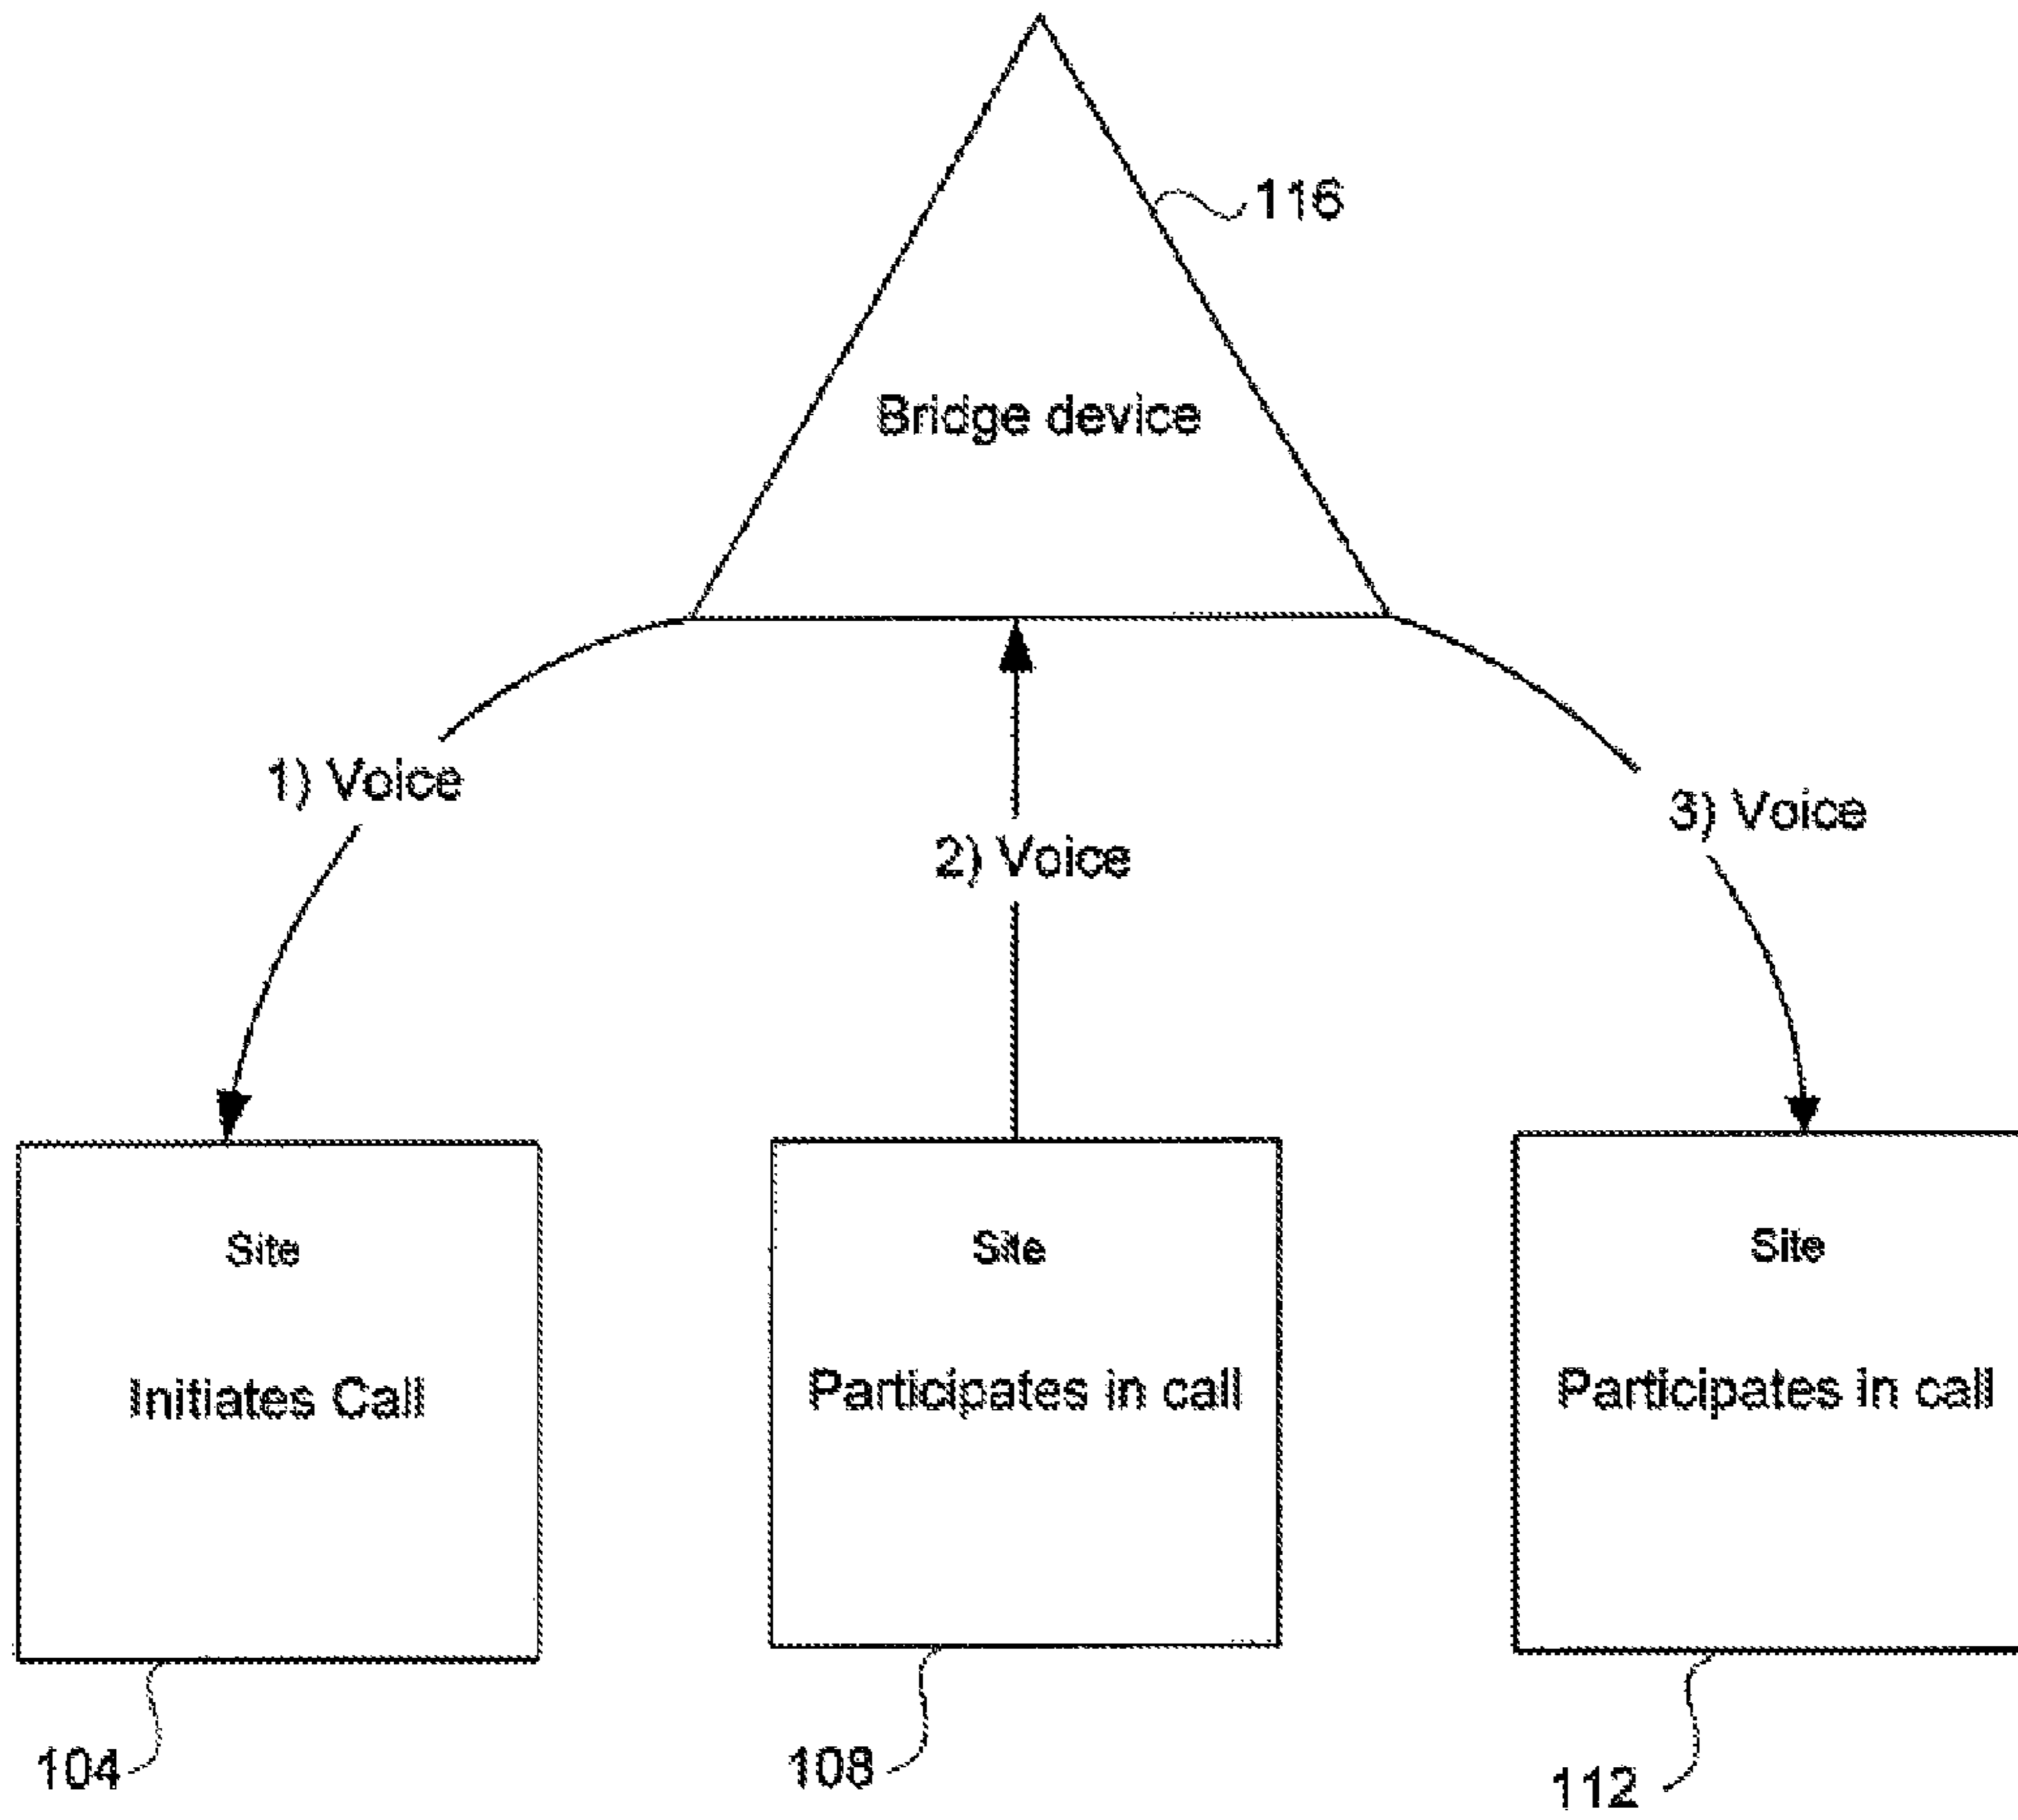 116
Bridge device
1) Voice
2) Voice
3) Voice
Site
Initiates Call
Site
Participates in call
Site
Participates in call
104
108
112